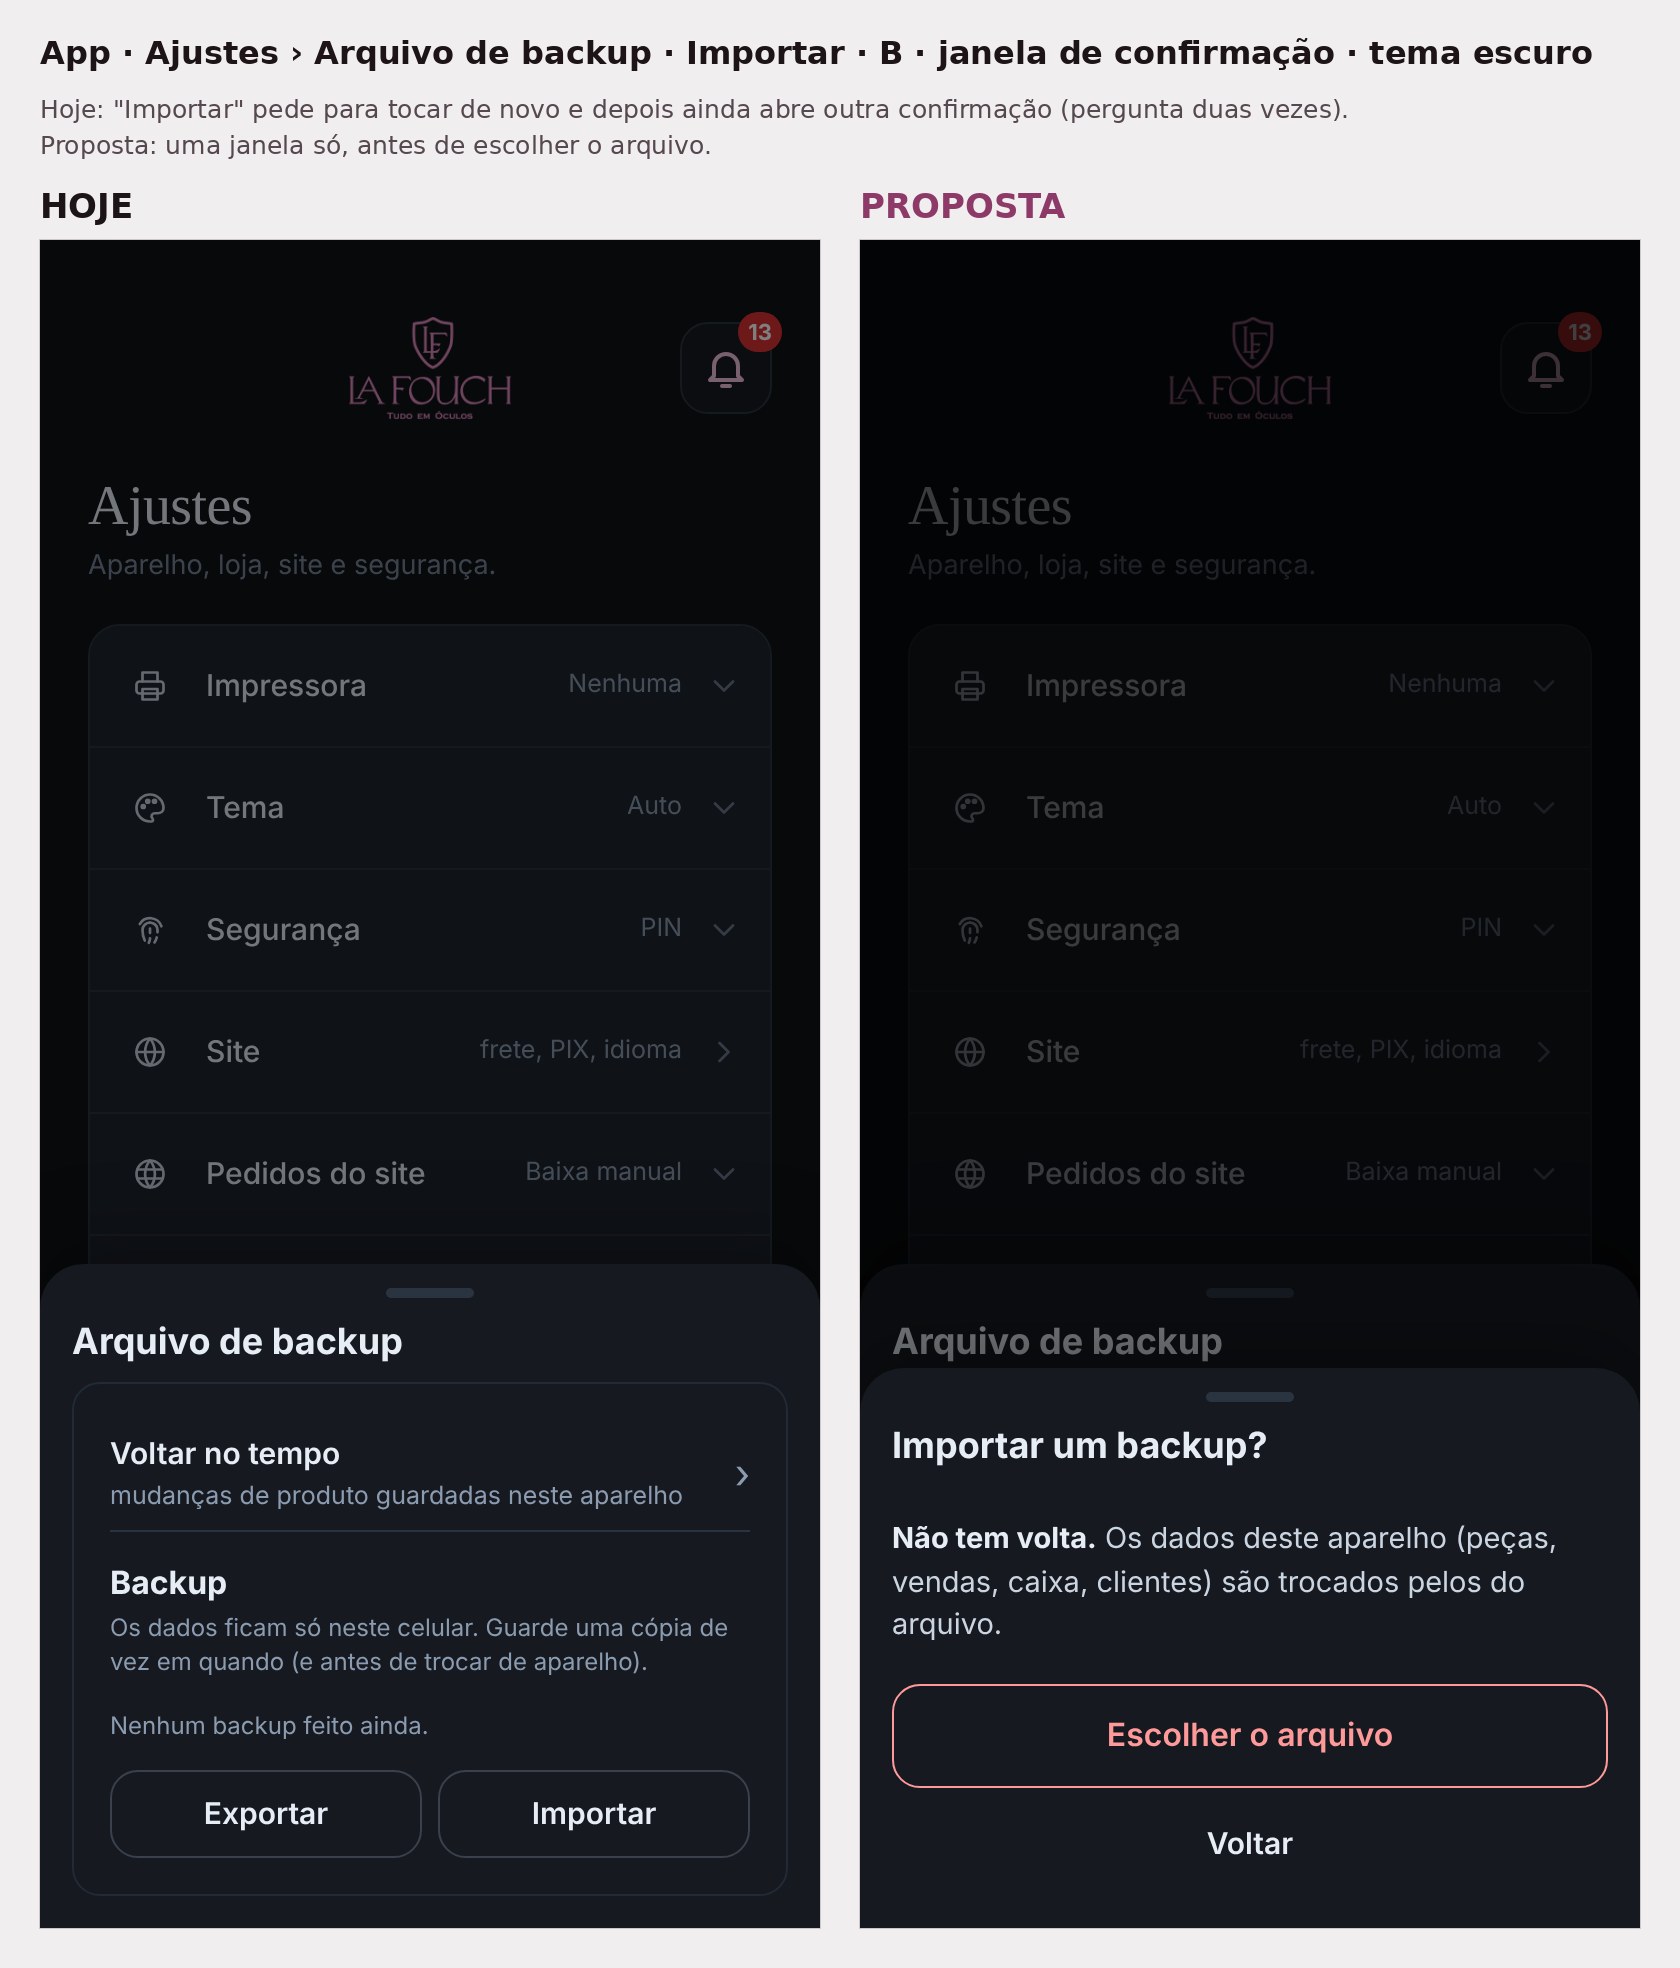 App · Ajustes › Arquivo de backup · Importar · B · janela de confirmação · tema escuro
Hoje: "Importar" pede para tocar de novo e depois ainda abre outra confirmação (pergunta duas vezes).
Proposta: uma janela só, antes de escolher o arquivo.
HOJE
13
LF
LA FOUCH
TUDO EM ÓCULOS
Ajustes
Aparelho, loja, site e segurança.
Impressora Nenhuma
Tema Auto
Segurança PIN
Site frete, PIX, idioma
Pedidos do site Baixa manual
Arquivo de backup
Voltar no tempo
mudanças de produto guardadas neste aparelho
Backup
Os dados ficam só neste celular. Guarde uma cópia de
vez em quando (e antes de trocar de aparelho).
Nenhum backup feito ainda.
Exportar Importar
PROPOSTA
13
LF
LA FOUCH
TUDO EM ÓCULOS
Ajustes
Aparelho, loja, site e segurança.
Impressora Nenhuma
Tema Auto
Segurança PIN
Site frete, PIX, idioma
Pedidos do site Baixa manual
Arquivo de backup
Importar um backup?
Não tem volta. Os dados deste aparelho (peças,
vendas, caixa, clientes) são trocados pelos do
arquivo.
Escolher o arquivo
Voltar